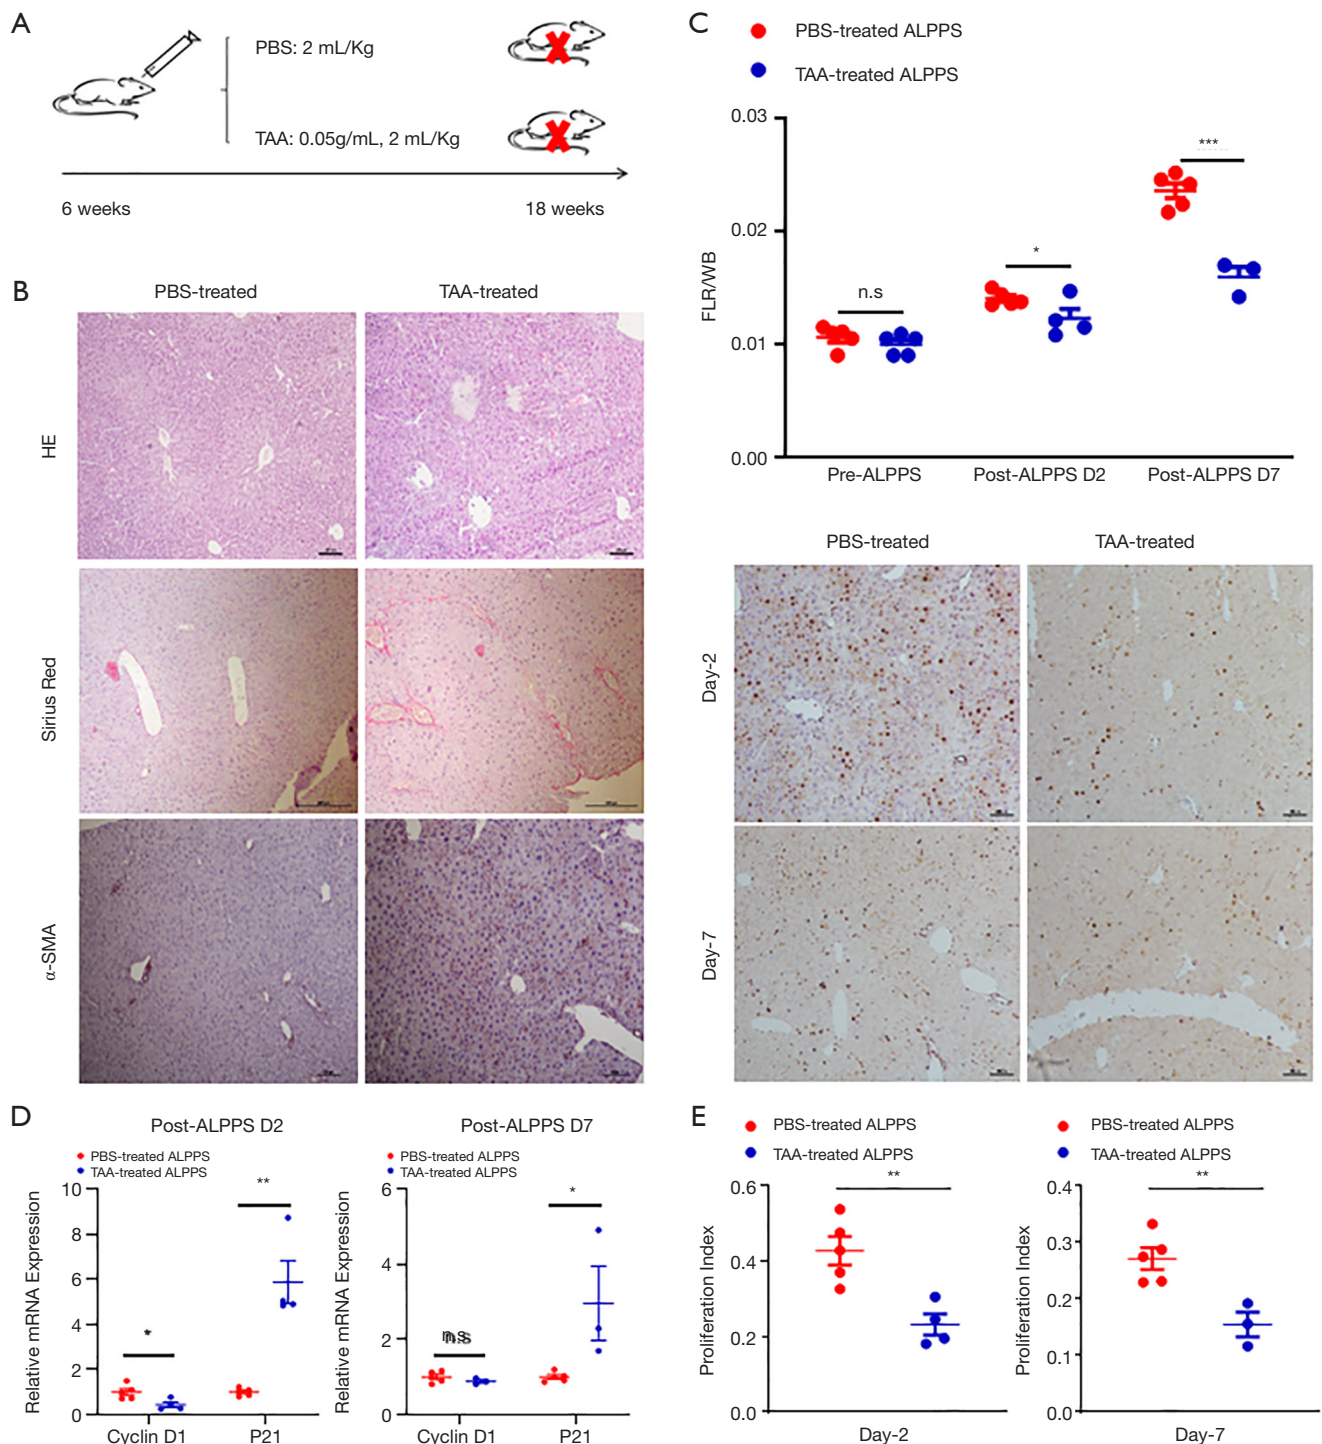 A
PBS: 2 mL/Kg
TAA: 0.05g/mL, 2 mL/Kg
6 weeks
18 weeks
B
PBS-treated
TAA-treated
HE
Sirius Red
α-SMA
C
PBS-treated ALPPS
TAA-treated ALPPS
FLR/WB
0.03
0.02
0.01
0.00
n.s
*
***
Pre-ALPPS
Post-ALPPS D2
Post-ALPPS D7
PBS-treated
TAA-treated
Day-2
Day-7
D
Post-ALPPS D2
PBS-treated ALPPS
TAA-treated ALPPS
Relative mRNA Expression
10
8
6
4
2
0
*
**
Cyclin D1
P21
Post-ALPPS D7
PBS-treated ALPPS
TAA-treated ALPPS
Relative mRNA Expression
6
4
2
0
n.s
*
Cyclin D1
P21
E
PBS-treated ALPPS
TAA-treated ALPPS
Proliferation Index
0.6
0.4
0.2
0.0
**
Day-2
PBS-treated ALPPS
TAA-treated ALPPS
Proliferation Index
0.4
0.3
0.2
0.1
0.0
**
Day-7